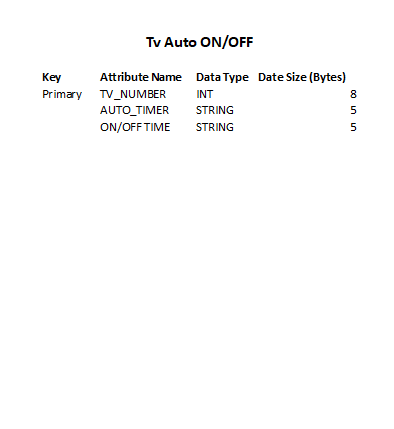 Tv Auto ON/OFF
Key Attribute Name Data Type Date Size (Bytes)
Primary TV_NUMBER INT 8
AUTO_TIMER STRING 5
ON/OFF TIME STRING 5